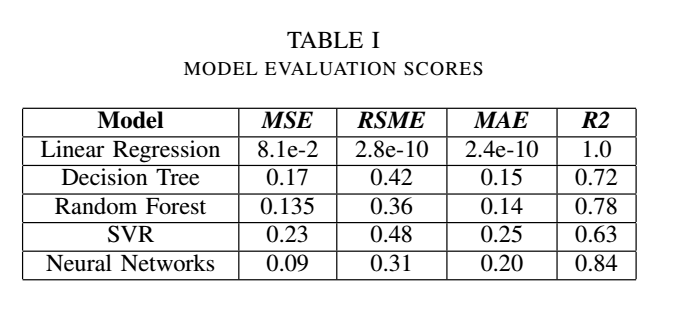 TABLE I
MODEL EVALUATION SCORES
Model MSE RSME MAE R2
Linear Regression 8.1e-2 2.8e-10 2.4e-10 1.0
Decision Tree 0.17 0.42 0.15 0.72
Random Forest 0.135 0.36 0.14 0.78
SVR 0.23 0.48 0.25 0.63
Neural Networks 0.09 0.31 0.20 0.84